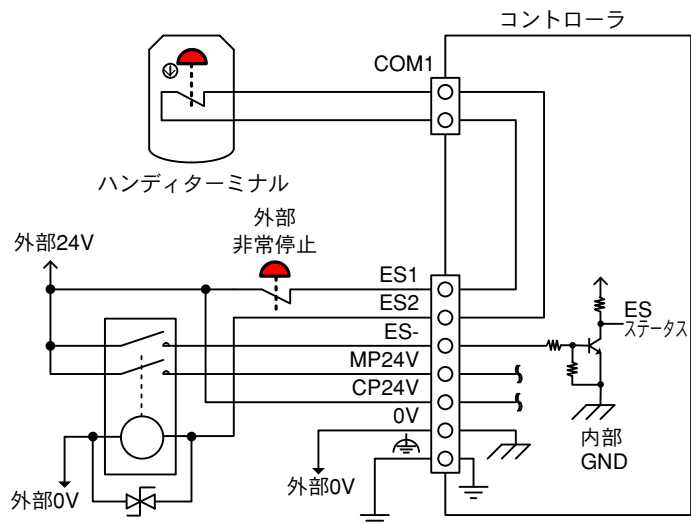 コントローラ
COM1
ハンディターミナル
外部
非常停止
外部24V
ES1
ES2
ES-
MP24V
CP24V
0V
ES
ステータス
内部
GND
外部0V
外部0V